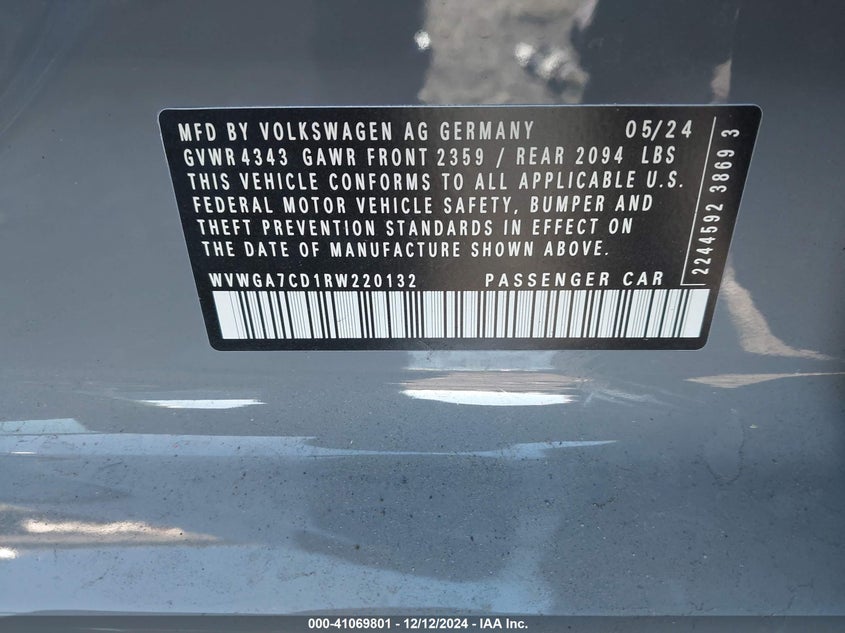 MFD BY VOLKSWAGEN AG GERMANY 05/24
GVWR 4343 GAWR FRONT 2359 / REAR 2094 LBS
THIS VEHICLE CONFORMS TO ALL APPLICABLE U.S.
FEDERAL MOTOR VEHICLE SAFETY, BUMPER AND
THEFT PREVENTION STANDARDS IN EFFECT ON
THE DATE OF MANUFACTURE SHOWN ABOVE.
WVWGA7CD1RW220132 PASSENGER CAR
2244592 3869 3
000-41069801 - 12/12/2024 - IAA Inc.